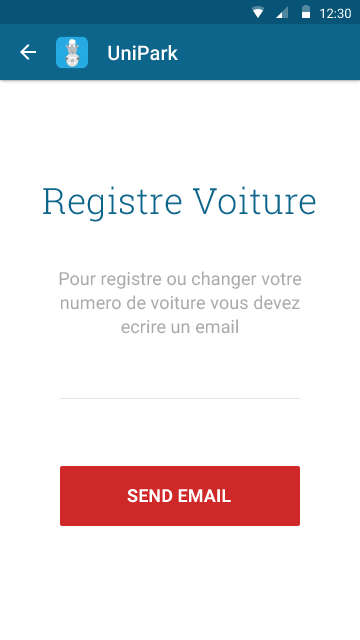 12:30
UniPark
Registre Voiture
Pour registre ou changer votre
numero de voiture vous devez
ecrire un email
SEND EMAIL